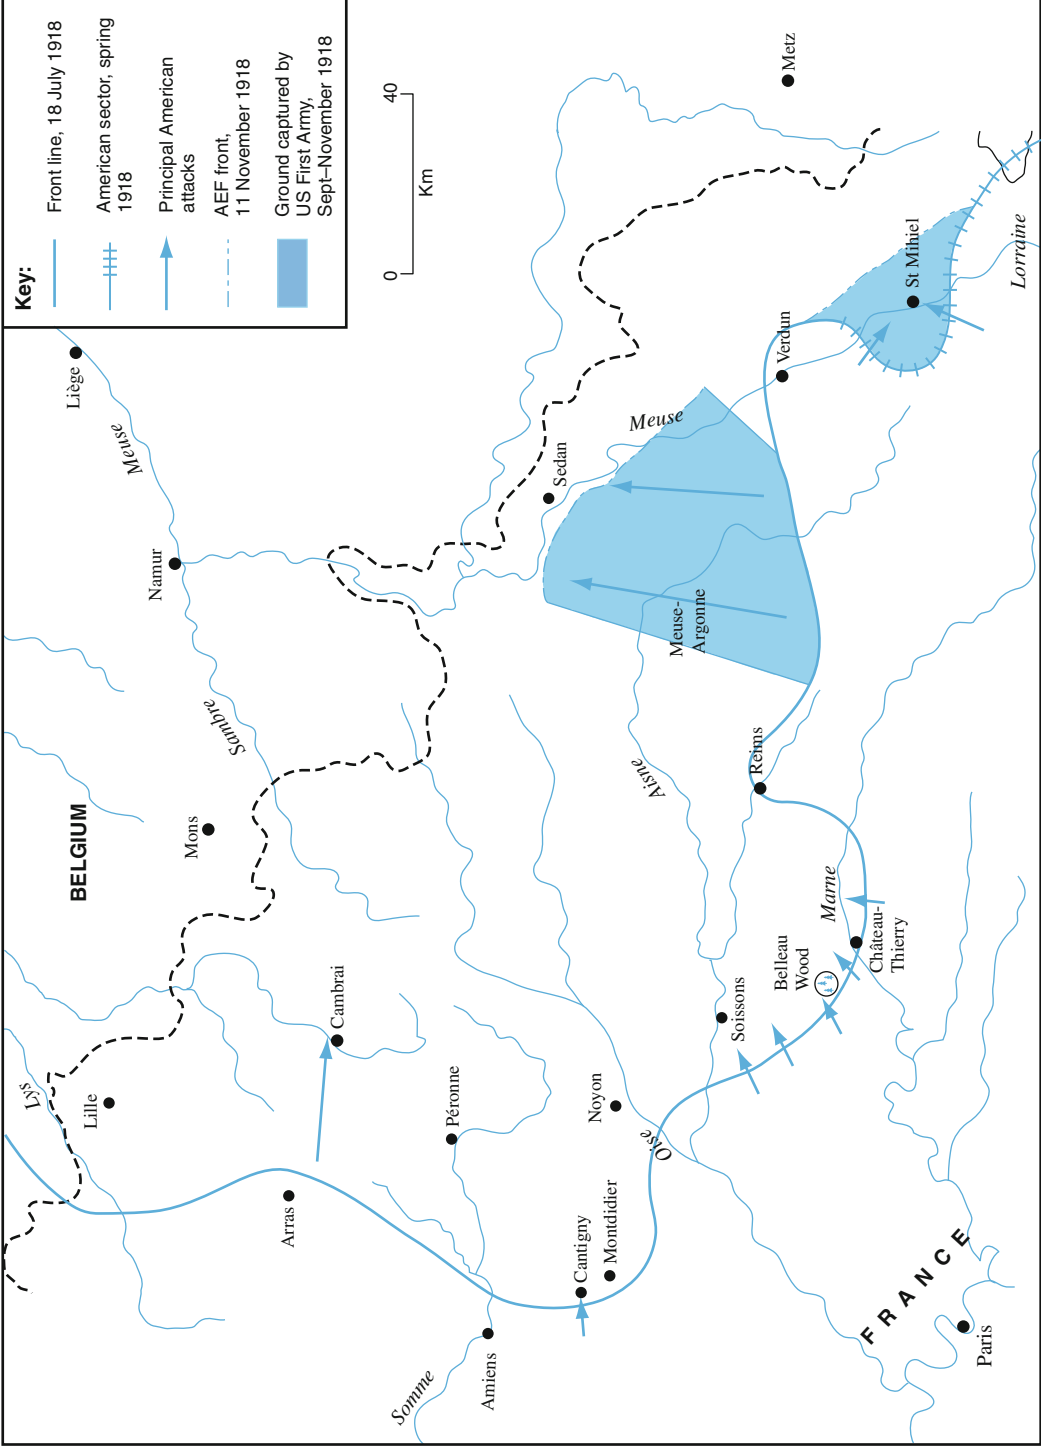 Key:
Front line, 18 July 1918
American sector, spring
1918
Principal American
attacks
AEF front,
11 November 1918
Ground captured by
US First Army,
Sept–November 1918
0
40
Km
BELGIUM
FRANCE
Liège
Meuse
Namur
Sambre
Mons
Lys
Lille
Cambrai
Arras
Péronne
Somme
Amiens
Cantigny
Montdidier
Noyon
Oise
Soissons
Belleau
Wood
Château-
Thierry
Marne
Reims
Aisne
Meuse-
Argonne
Sedan
Meuse
Verdun
St Mihiel
Lorraine
Metz
Paris